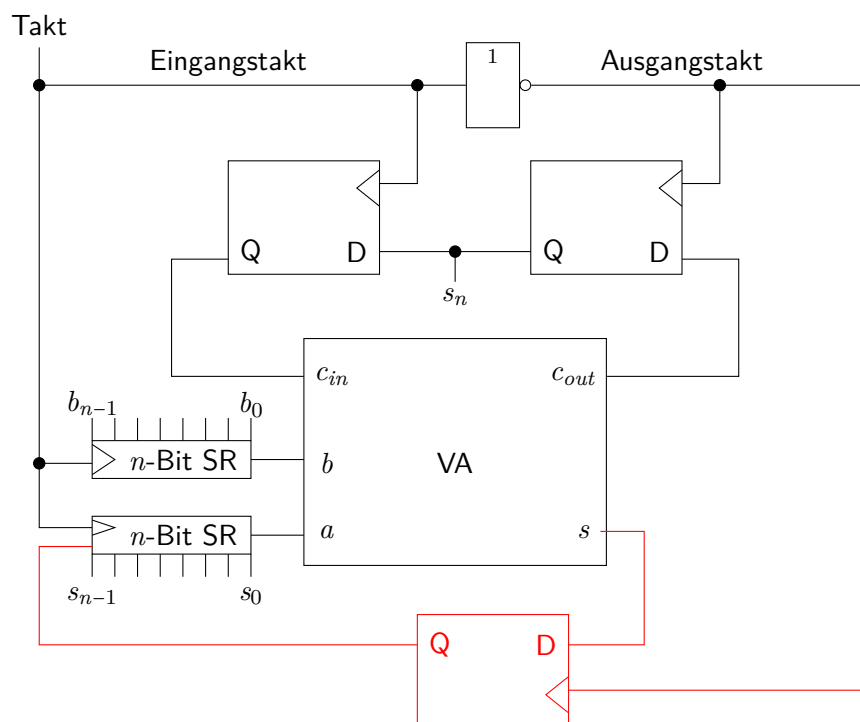 Takt
Eingangstakt 1 Ausgangstakt
Q D Q D
s_n
c_in c_out
b_{n-1} b_0
n-Bit SR b VA
n-Bit SR a s
s_{n-1} s_0
Q D